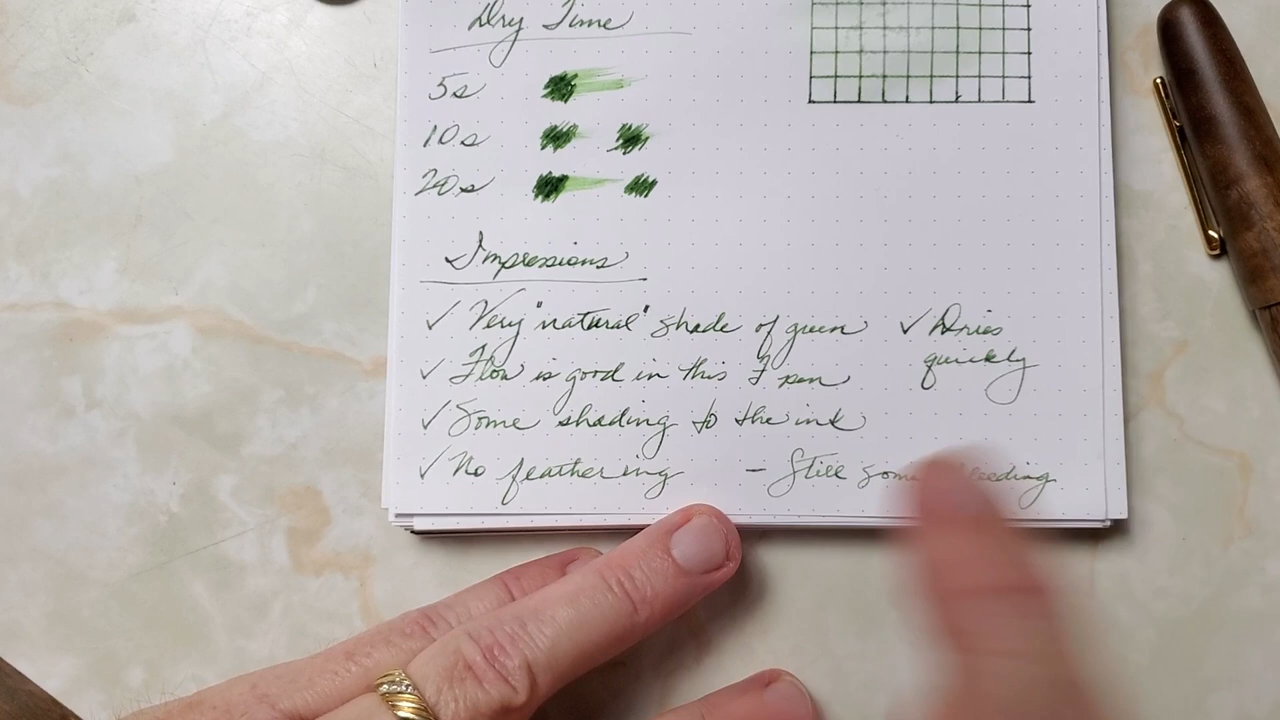 Dry Time
5s
10s
20s
Impressions
✓ Very "natural" shade of green
✓ Flow is good in this F pen
✓ Some shading to the ink
✓ No feathering
✓ Dries
quickly
- Still some